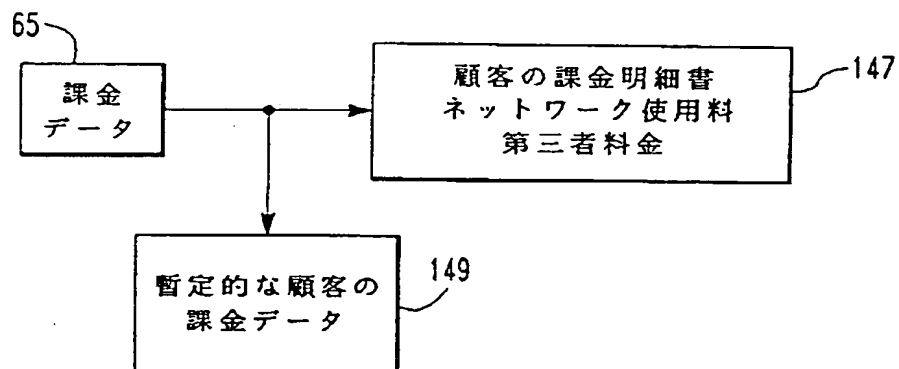 65
課金
データ
顧客の課金明細書
ネットワーク使用料
第三者料金
147
暫定的な顧客の
課金データ
149